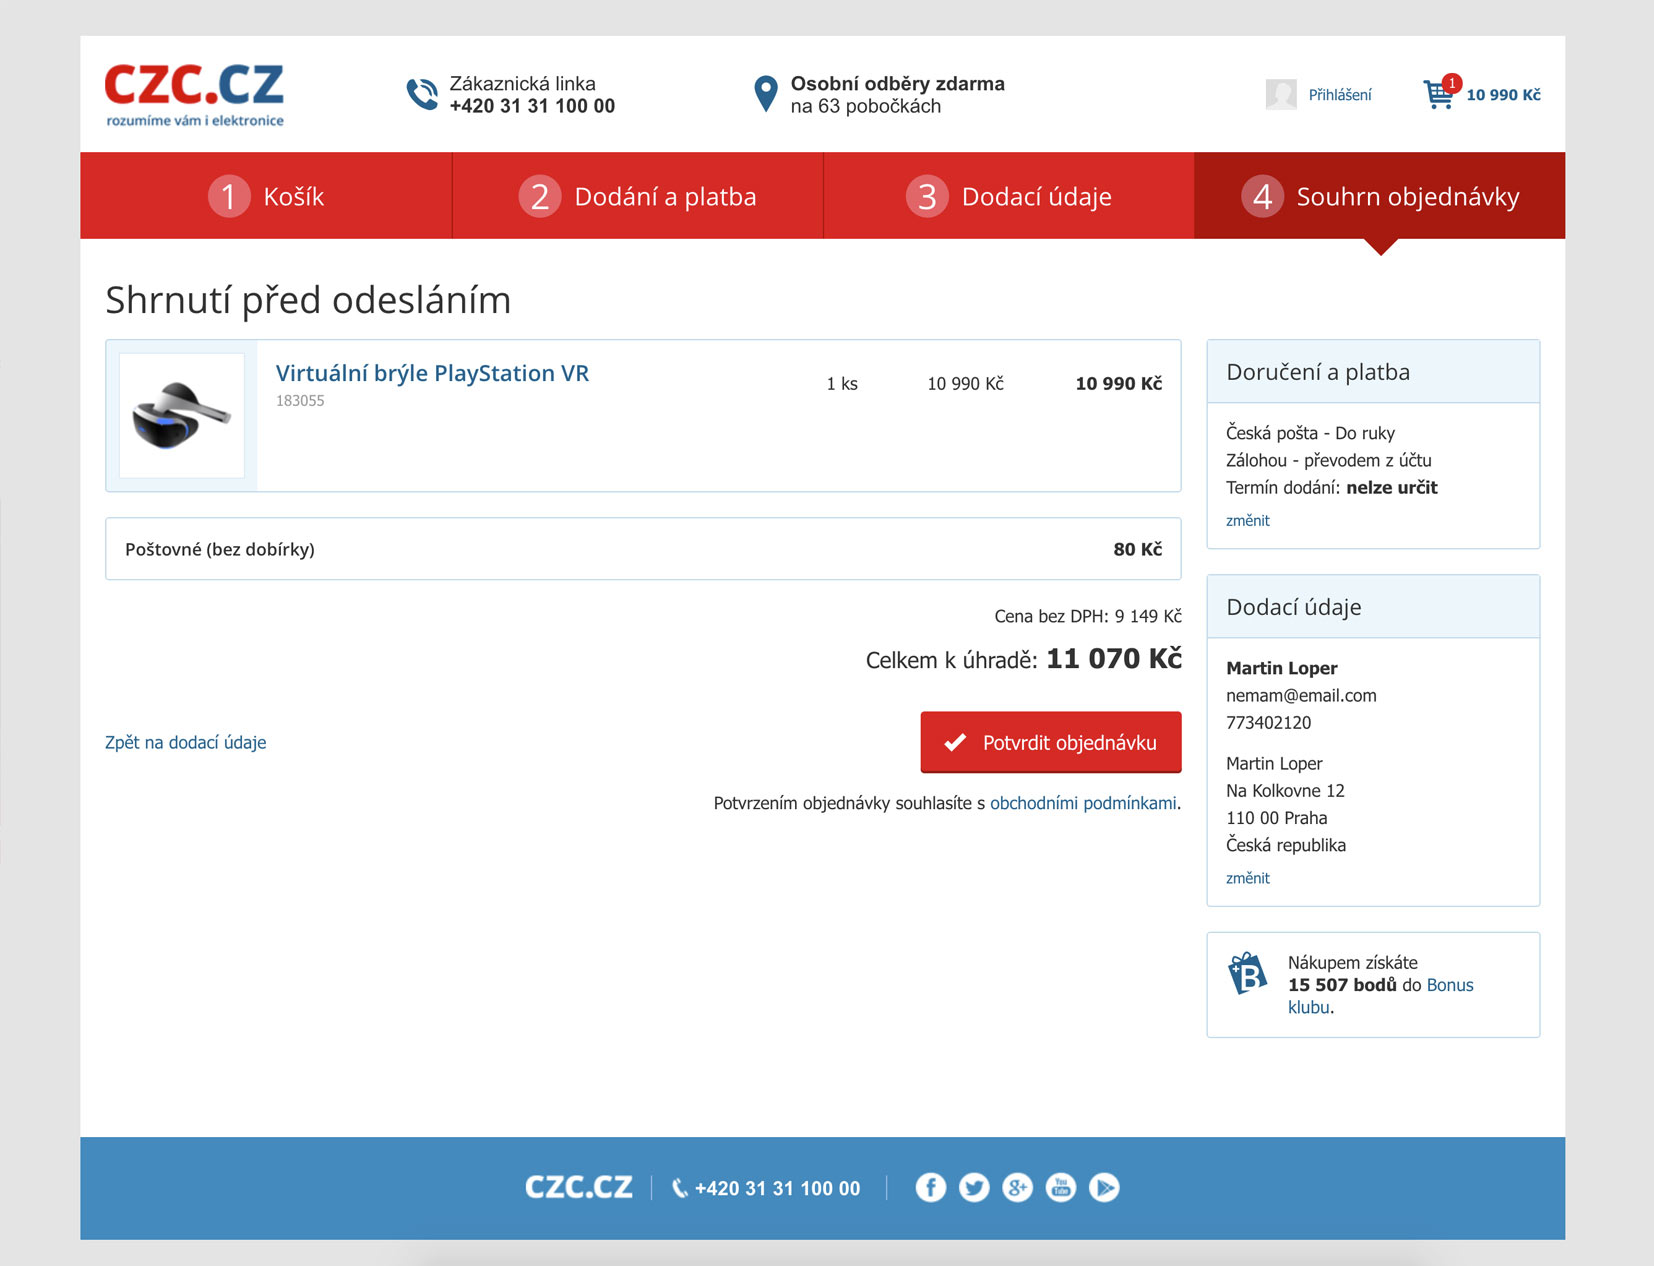 CZC.CZ
rozumíme vám i elektronice
Zákaznická linka
+420 31 31 100 00
Osobní odběry zdarma
na 63 pobočkách
Přihlášení
1
10 990 Kč
1 Košík
2 Dodání a platba
3 Dodací údaje
4 Souhrn objednávky
Shrnutí před odesláním
Virtuální brýle PlayStation VR
183055
1 ks
10 990 Kč
10 990 Kč
Poštovné (bez dobírky)
80 Kč
Cena bez DPH: 9 149 Kč
Celkem k úhradě: 11 070 Kč
Zpět na dodací údaje
Potvrdit objednávku
Potvrzením objednávky souhlasíte s obchodními podmínkami.
Doručení a platba
Česká pošta - Do ruky
Zálohou - převodem z účtu
Termín dodání: nelze určit
změnit
Dodací údaje
Martin Loper
nemam@email.com
773402120
Martin Loper
Na Kolkovne 12
110 00 Praha
Česká republika
změnit
+B
Nákupem získáte
15 507 bodů do Bonus
klubu.
CZC.CZ
+420 31 31 100 00
f
g+
You
Tube